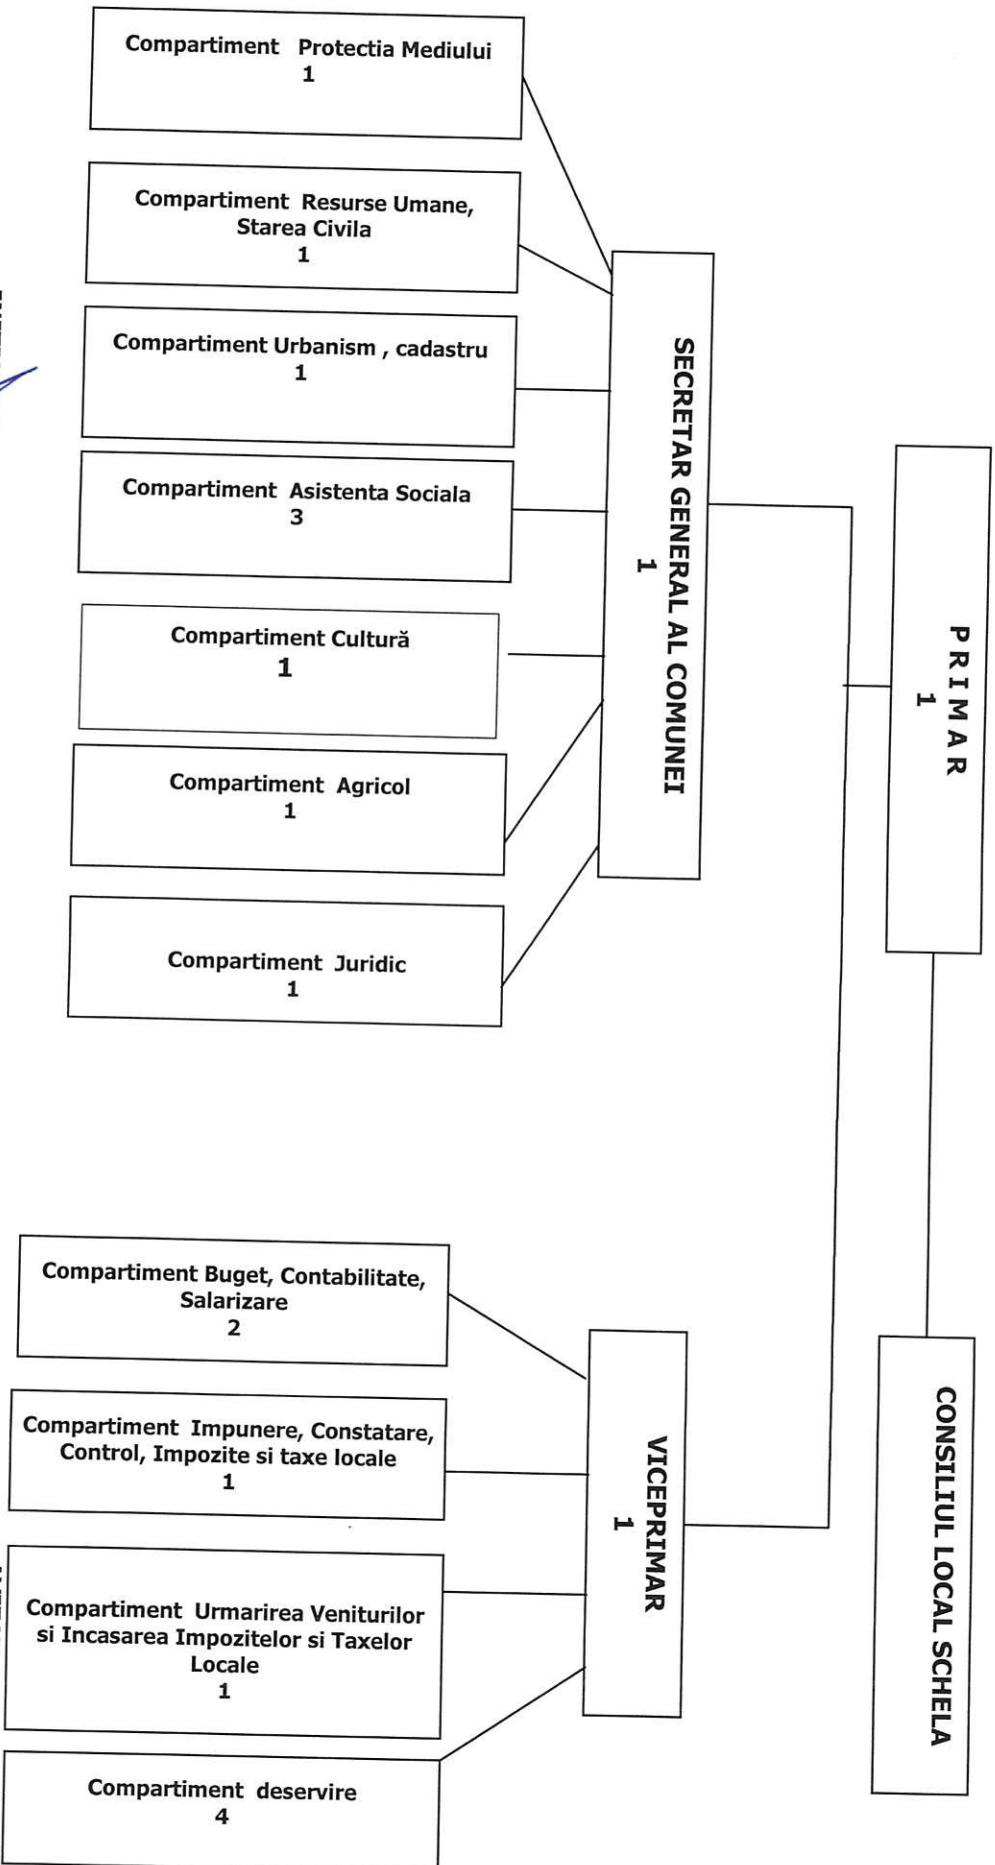 PRIMAR
1
CONSILIUL LOCAL SCHELA
SECRETAR GENERAL AL COMUNEI
1
VICEPRIMAR
1
Compartiment Protectia Mediului
1
Compartiment Resurse Umane,
Starea Civila
1
Compartiment Urbanism , cadastru
1
Compartiment Asistenta Sociala
3
Compartiment Cultură
1
Compartiment Agricol
1
Compartiment Juridic
1
Compartiment Buget, Contabilitate,
Salarizare
2
Compartiment Impunere, Constatare,
Control, Impozite si taxe locale
1
Compartiment Urmarirea Veniturilor
si Incasarea Impozitelor si Taxelor
Locale
1
Compartiment deservire
4